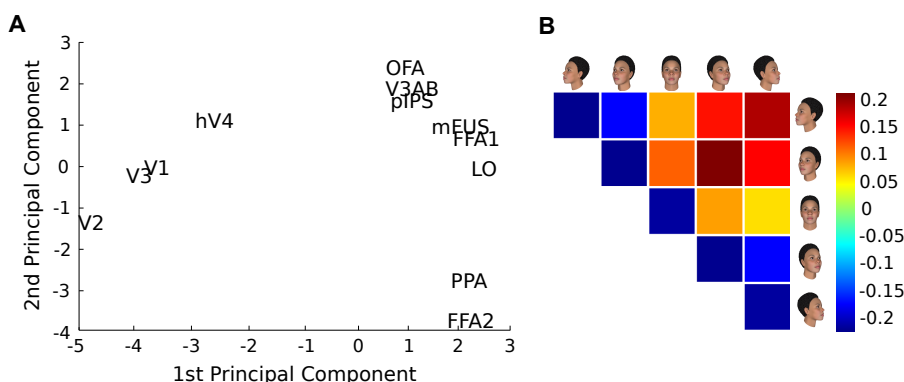 A
B
3
2
1
0
-1
-2
-3
-4
2nd Principal Component
OFA
V3AB
pIPS
hV4
mEUS
FFA1
V1
V3
LO
V2
PPA
FFA2
-5 -4 -3 -2 -1 0 1 2 3
1st Principal Component
0.2
0.15
0.1
0.05
0
-0.05
-0.1
-0.15
-0.2